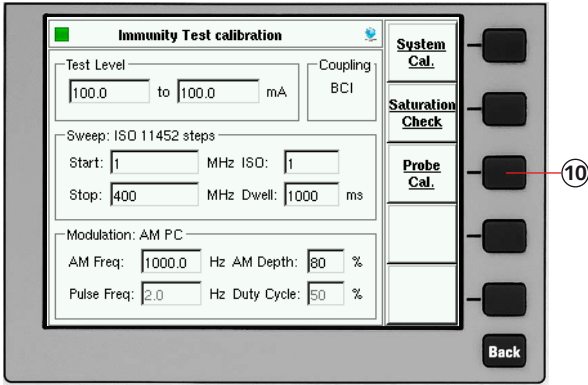 Immunity Test calibration
Test Level
100.0 to 100.0 mA
Coupling
BCI
Sweep: ISO 11452 steps
Start: 1 MHz ISO: 1
Stop: 400 MHz Dwell: 1000 ms
Modulation: AM PC
AM Freq: 1000.0 Hz AM Depth: 80 %
Pulse Freq: 2.0 Hz Duty Cycle: 50 %
System
Cal.
Saturation
Check
Probe
Cal.
10
Back